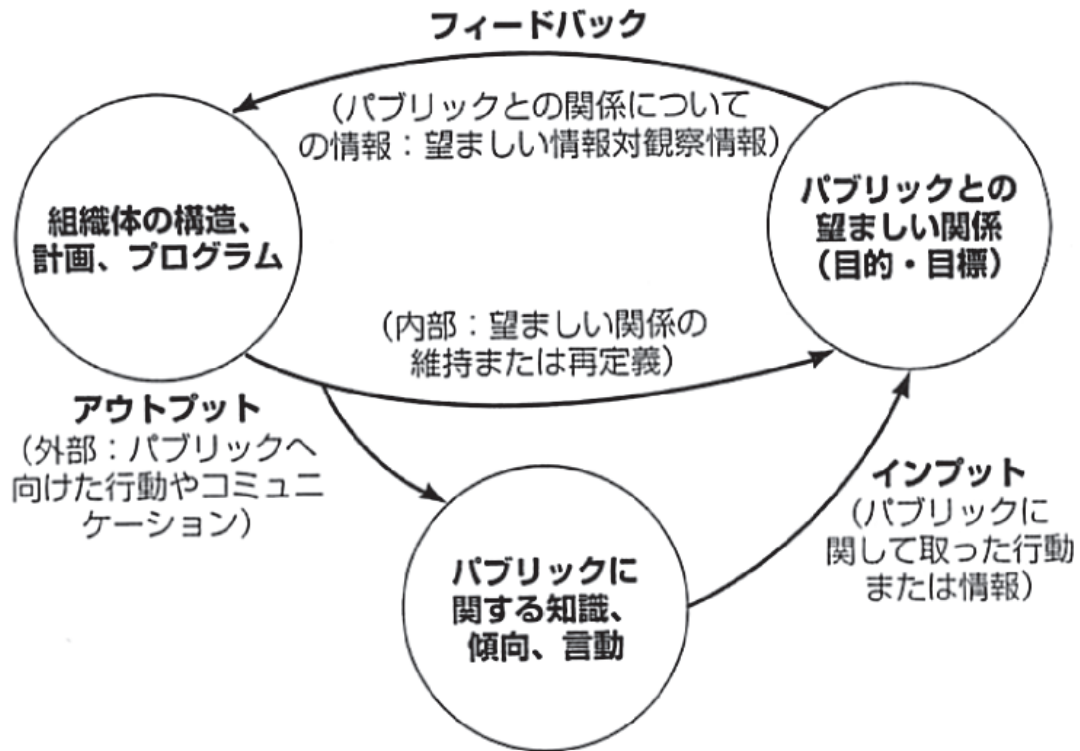 フィードバック
(パブリックとの関係について
の情報:望ましい情報対観察情報)
組織体の構造、
計画、プログラム
パブリックとの
望ましい関係
(目的・目標)
(内部:望ましい関係の
維持または再定義)
アウトプット
(外部:パブリックへ
向けた行動やコミュニ
ケーション)
インプット
(パブリックに
関して取った行動
または情報)
パブリックに
関する知識、
傾向、言動